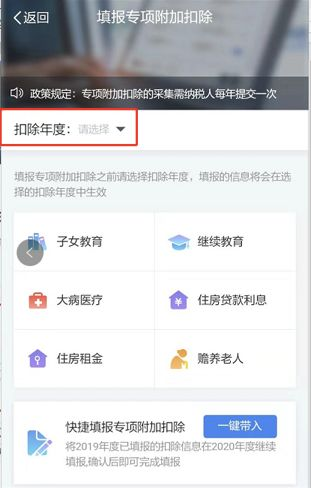 返回 填报专项附加扣除
政策规定：专项附加扣除的采集需纳税人每年提交一次
扣除年度：请选择
填报专项附加扣除之前请选择扣除年度，填报的信息将会在选
择的扣除年度中生效
子女教育 继续教育
大病医疗 住房贷款利息
住房租金 赡养老人
快捷填报专项附加扣除 一键带入
将2019年度已填报的扣除信息在2020年度继续
填报,确认后即可完成填报